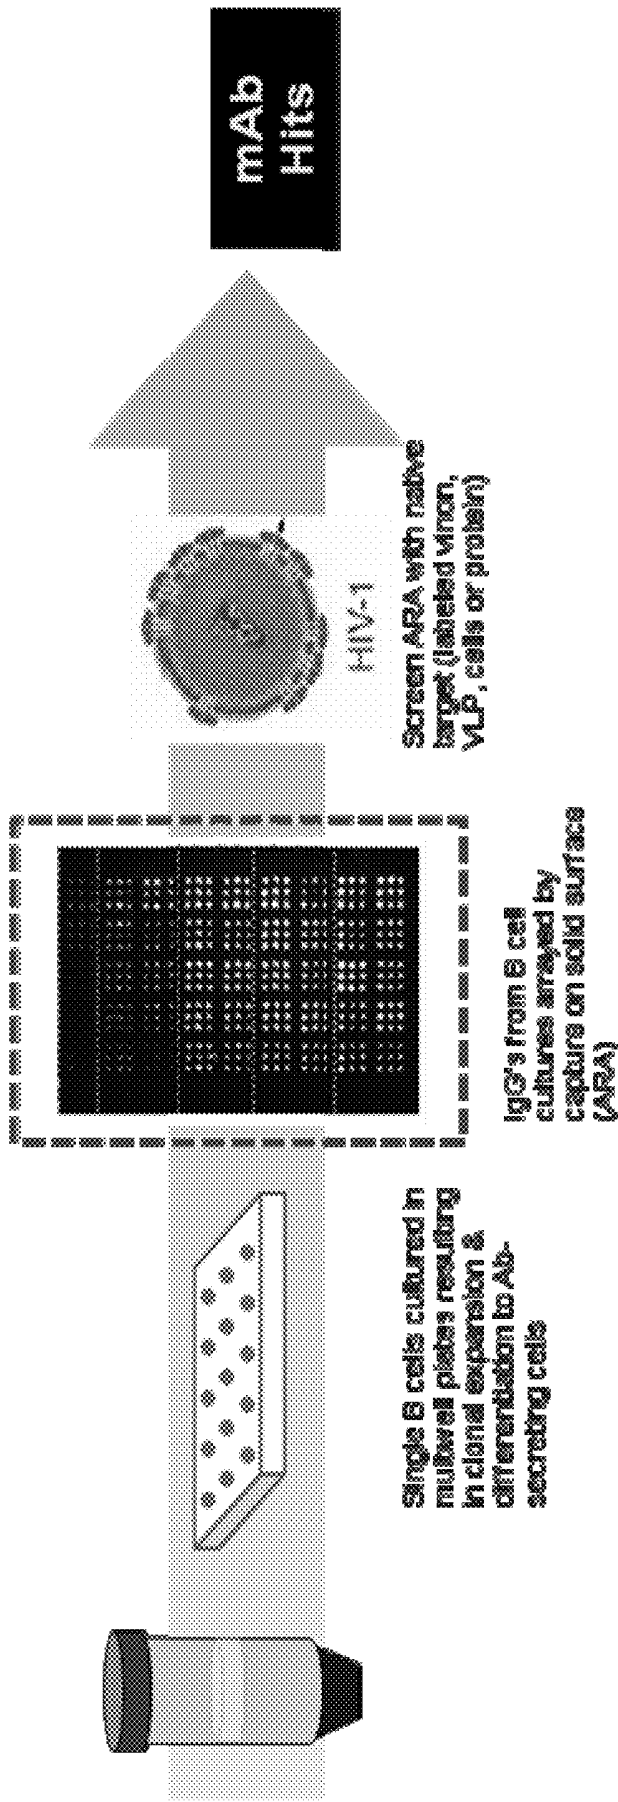 Single B cells cultured in
multiwell plates resulting
in clonal expansion &
differentiation to Ab-
secreting cells
IgG's from B cell
cultures arrayed by
capture on solid surface
(ARA)
HIV-1
Screen ARA with native
target (labeled virion,
VLP, cells or protein)
mAb
Hits